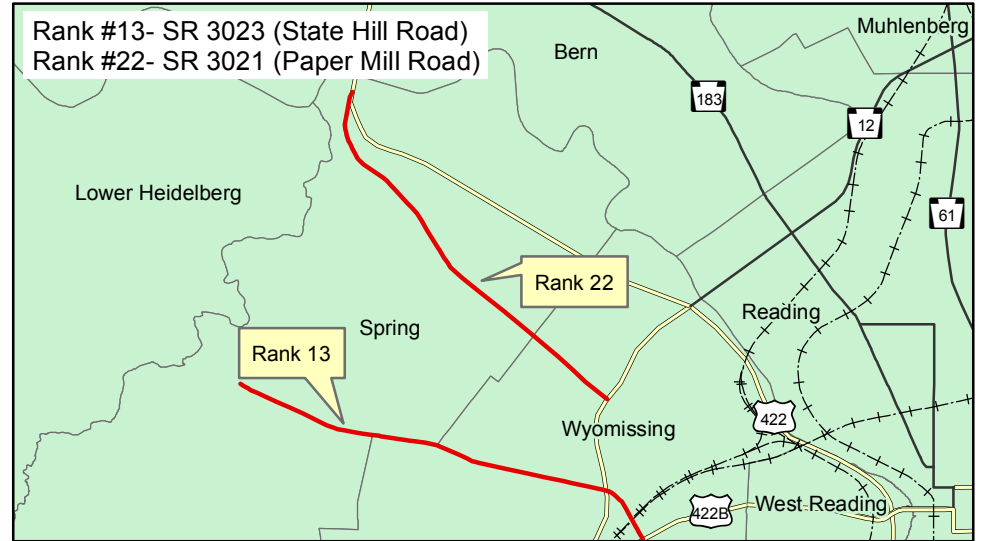 Rank #13- SR 3023 (State Hill Road)
Rank #22- SR 3021 (Paper Mill Road)
Muhlenberg
Bern
183
12
Lower Heidelberg
61
Rank 22
Reading
Spring
Rank 13
422
Wyomissing
West Reading
422B